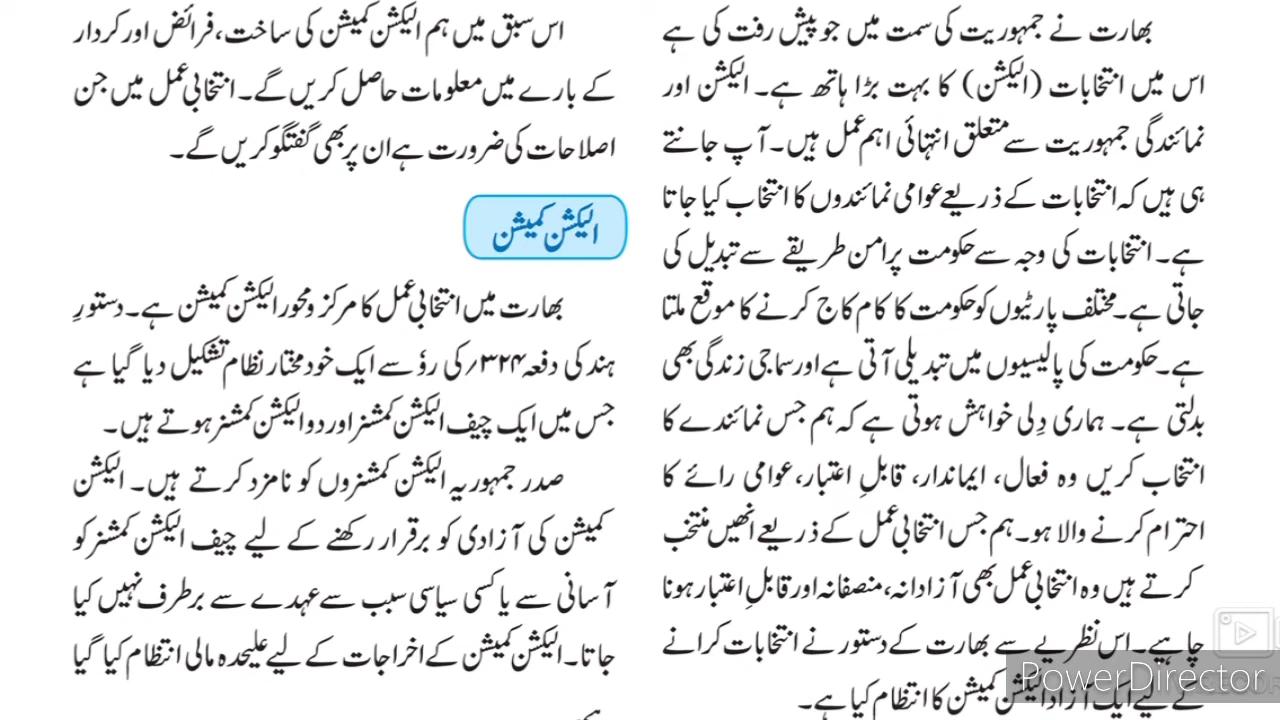 بھارت نے جمہوریت کی سمت میں جو پیش رفت کی ہے
اس میں انتخابات (الیکشن) کا بہت بڑا ہاتھ ہے۔ الیکشن اور
نمائندگی جمہوریت سے متعلق انتہائی اہم عمل ہیں۔ آپ جانتے
ہی ہیں کہ انتخابات کے ذریعے عوامی نمائندوں کا انتخاب کیا جاتا
ہے۔ انتخابات کی وجہ سے حکومت پر امن طریقے سے تبدیل کی
جاتی ہے۔ مختلف پارٹیوں کو حکومت کا کام کاج کرنے کا موقع ملتا
ہے۔ حکومت کی پالیسیوں میں تبدیلی آتی ہے اور سماجی زندگی بھی
بدلتی ہے۔ ہماری دِلی خواہش ہوتی ہے کہ ہم جس نمائندے کا
انتخاب کریں وہ فعال، ایماندار، قابلِ اعتبار، عوامی رائے کا
احترام کرنے والا ہو۔ ہم جس انتخابی عمل کے ذریعے انھیں منتخب
کرتے ہیں وہ انتخابی عمل بھی آزادانہ، منصفانہ اور قابلِ اعتبار ہونا
چاہیے۔ اس نظریے سے بھارت کے دستور نے انتخابات کرانے
کے لیے ایک آزاد الیکشن کمیشن کا انتظام کیا ہے۔
اس سبق میں ہم الیکشن کمیشن کی ساخت، فرائض اور کردار
کے بارے میں معلومات حاصل کریں گے۔ انتخابی عمل میں جن
اصلاحات کی ضرورت ہے ان پر بھی گفتگو کریں گے۔
الیکشن کمیشن
بھارت میں انتخابی عمل کا مرکز و محور الیکشن کمیشن ہے۔ دستورِ
ہند کی دفعہ ۳۲۴؍ کی رؤ سے ایک خود مختار نظام تشکیل دیا گیا ہے
جس میں ایک چیف الیکشن کمشنر اور دو الیکشن کمشنر ہوتے ہیں۔
صدر جمہوریہ الیکشن کمشنروں کو نامزد کرتے ہیں۔ الیکشن
کمیشن کی آزادی کو برقرار رکھنے کے لیے چیف الیکشن کمشنر کو
آسانی سے یا کسی سیاسی سبب سے عہدے سے برطرف نہیں کیا
جاتا۔ الیکشن کمیشن کے اخراجات کے لیے علیحدہ مالی انتظام کیا گیا
PowerDirector